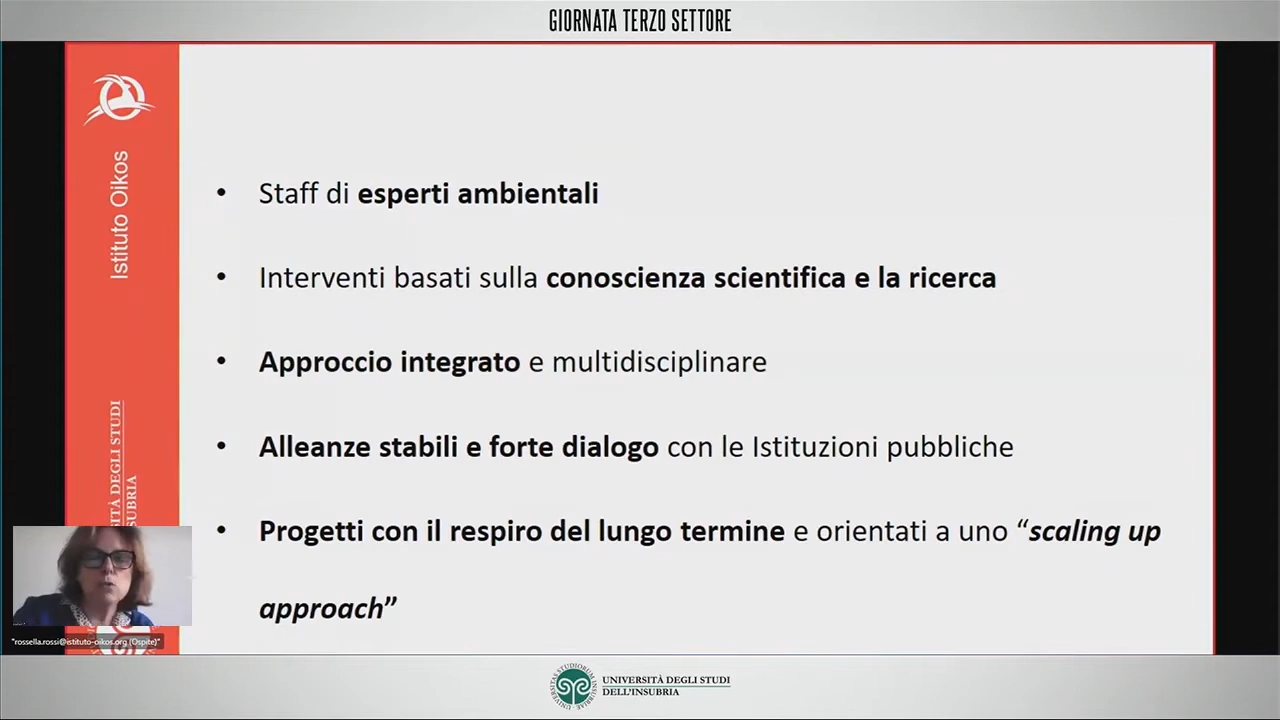 GIORNATA TERZO SETTORE
Istituto Oikos
• Staff di esperti ambientali
• Interventi basati sulla conoscienza scientifica e la ricerca
• Approccio integrato e multidisciplinare
• Alleanze stabili e forte dialogo con le Istituzioni pubbliche
• Progetti con il respiro del lungo termine e orientati a uno “scaling up
approach”
DEGLI STUDI
"rossella.rossi@istituto-oikos.org (Ospite)"
UNIVERSITÀ DEGLI STUDI
DELL'INSUBRIA